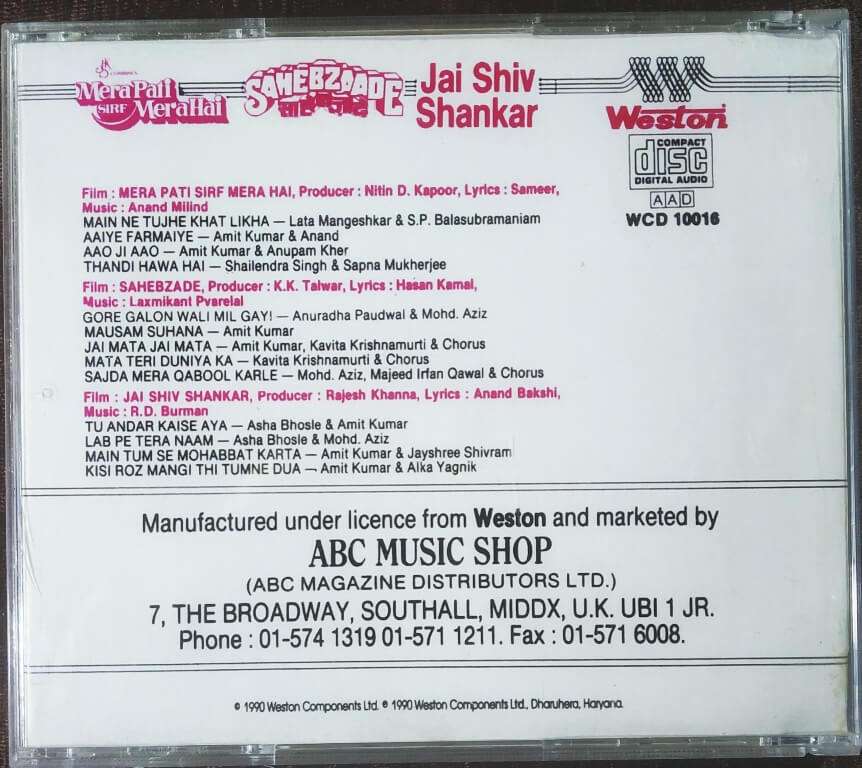 Mera Pati
SIRF
Mera Hai
SAHEBZAADE
Jai Shiv
Shankar
W
Weston
COMPACT
disc
DIGITAL AUDIO
AAD
WCD 10016
Film : MERA PATI SIRF MERA HAI, Producer : Nitin D. Kapoor, Lyrics : Sameer,
Music : Anand Milind
MAIN NE TUJHE KHAT LIKHA — Lata Mangeshkar & S.P. Balasubramaniam
AAIYE FARMAIYE — Amit Kumar & Anand
AAO JI AAO — Amit Kumar & Anupam Kher
THANDI HAWA HAI — Shailendra Singh & Sapna Mukherjee
Film : SAHEBZADE, Producer : K.K. Talwar, Lyrics : Hasan Kamal,
Music : Laxmikant Pyarelal
GORE GALON WALI MIL GAY! — Anuradha Paudwal & Mohd. Aziz
MAUSAM SUHANA — Amit Kumar
JAI MATA JAI MATA — Amit Kumar, Kavita Krishnamurti & Chorus
MATA TERI DUNIYA KA — Kavita Krishnamurti & Chorus
SAJDA MERA QABOOL KARLE — Mohd. Aziz, Majeed Irfan Qawal & Chorus
Film : JAI SHIV SHANKAR, Producer : Rajesh Khanna, Lyrics : Anand Bakshi,
Music : R.D. Burman
TU ANDAR KAISE AYA — Asha Bhosle & Amit Kumar
LAB PE TERA NAAM — Asha Bhosle & Mohd. Aziz
MAIN TUM SE MOHABBAT KARTA — Amit Kumar & Jayshree Shivram
KISI ROZ MANGI THI TUMNE DUA — Amit Kumar & Alka Yagnik
Manufactured under licence from Weston and marketed by
ABC MUSIC SHOP
(ABC MAGAZINE DISTRIBUTORS LTD.)
7, THE BROADWAY, SOUTHALL, MIDDX, U.K. UBI 1 JR.
Phone : 01-574 1319 01-571 1211. Fax : 01-571 6008.
© 1990 Weston Components Ltd. ℗ 1990 Weston Components Ltd., Dharuhera, Haryana.